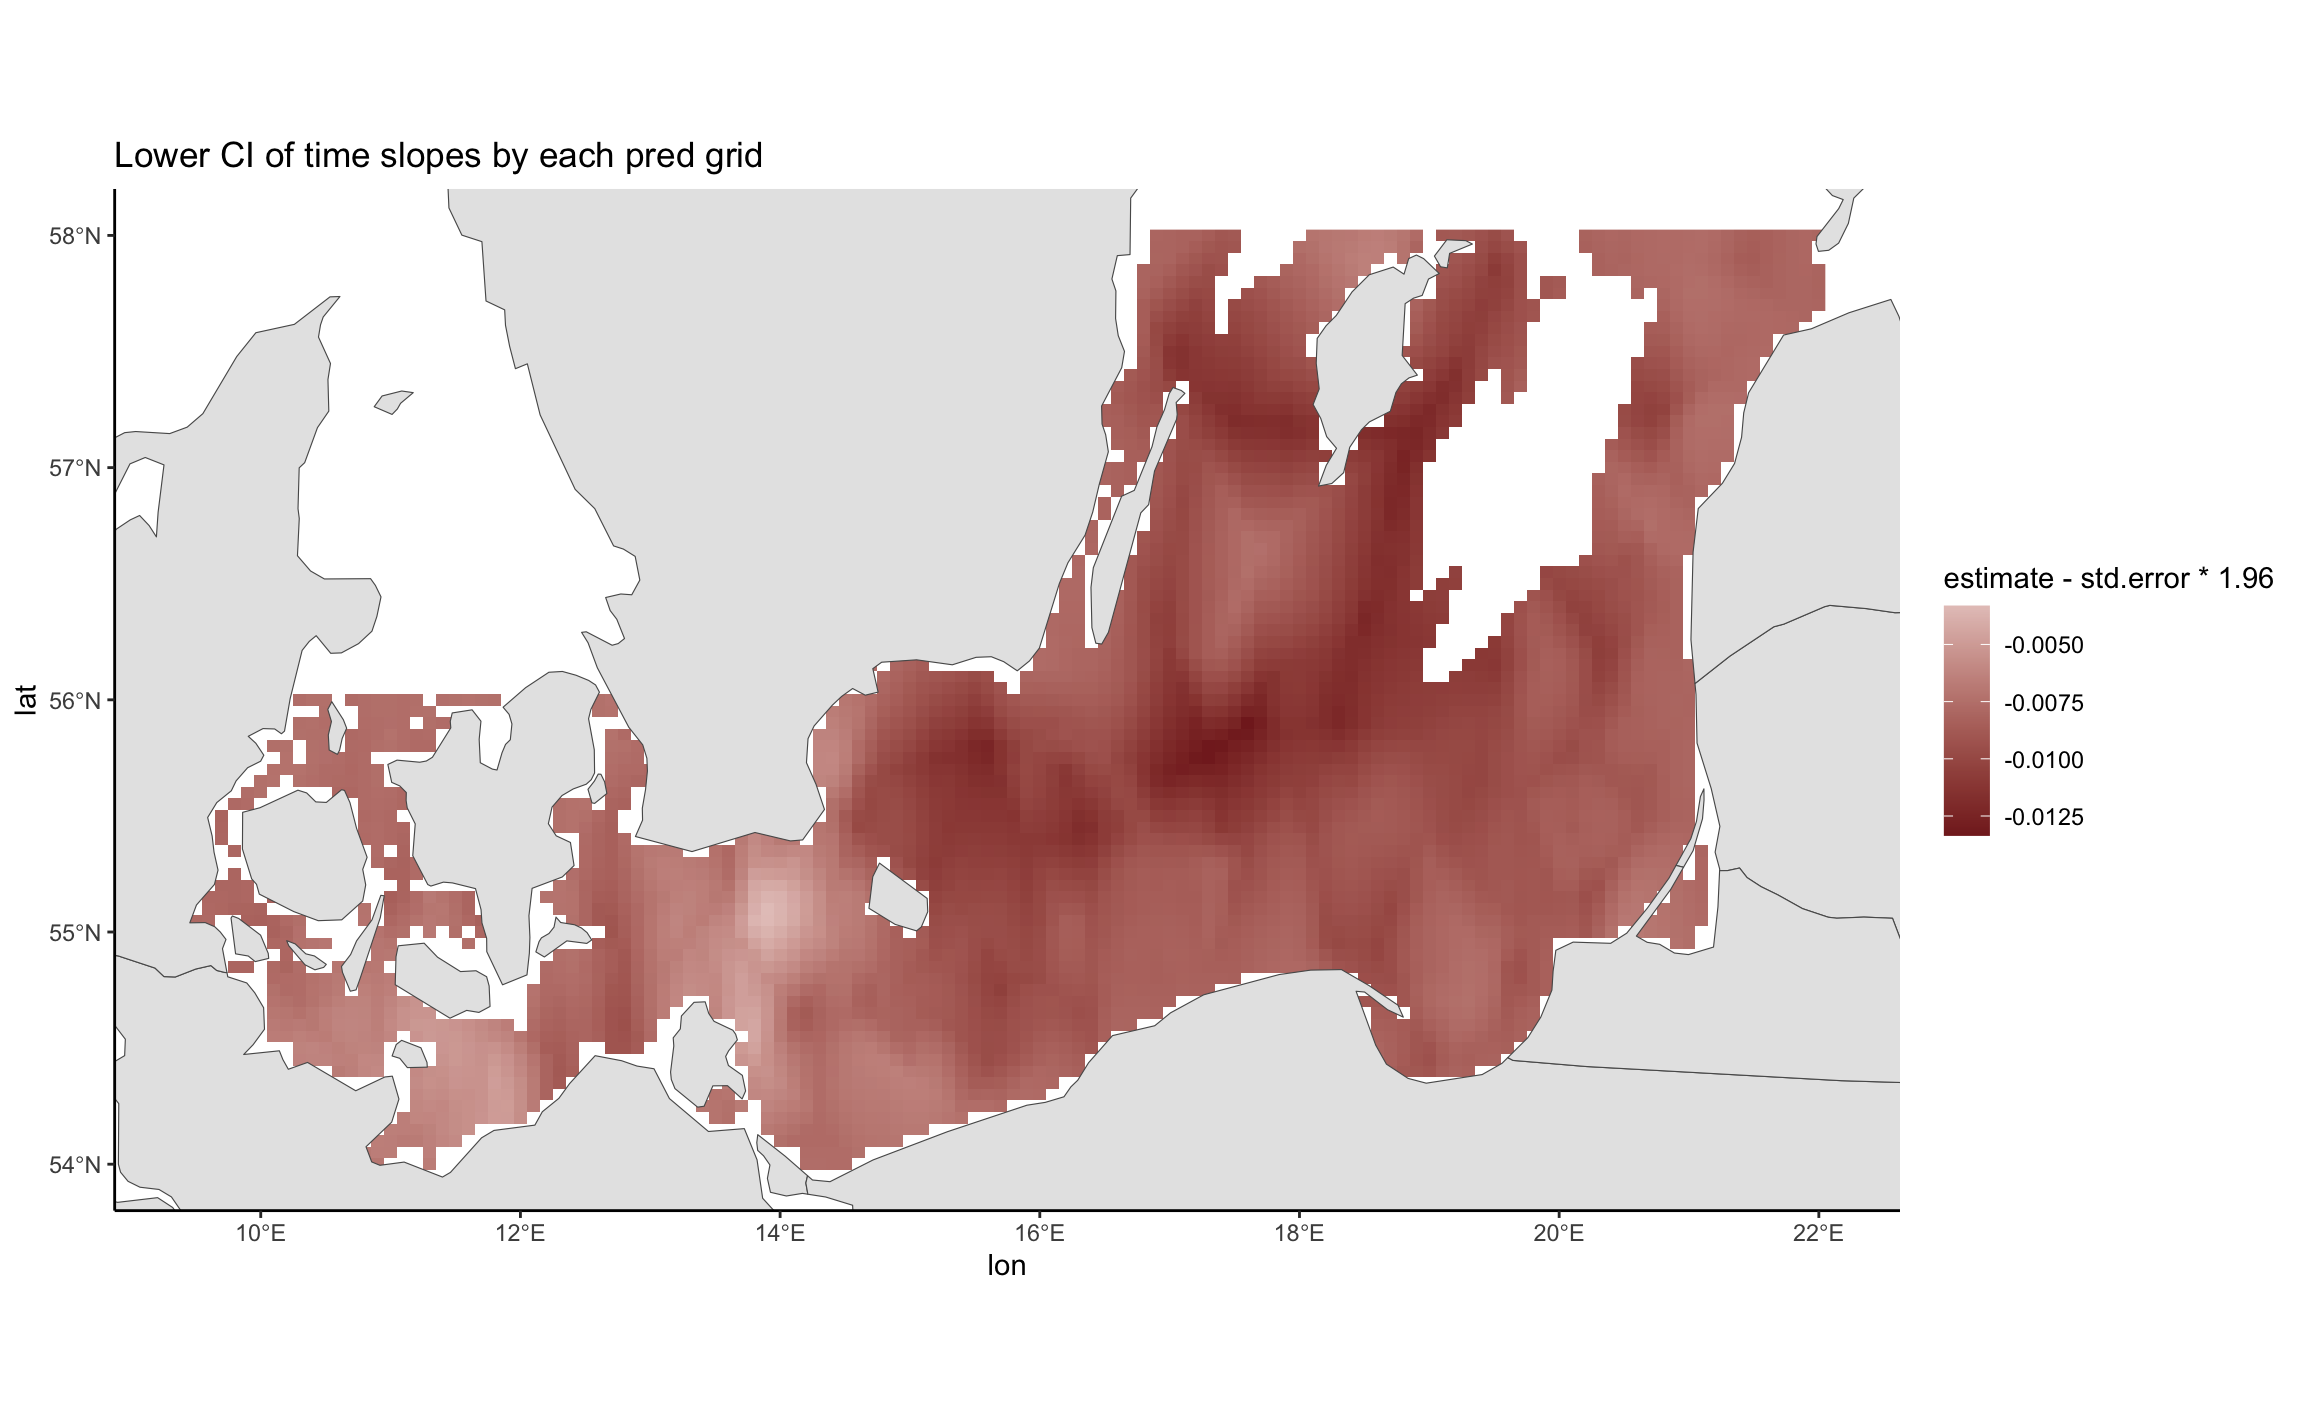 Lower CI of time slopes by each pred grid
58°N
57°N
56°N
55°N
54°N
lat
10°E
12°E
14°E
16°E
18°E
20°E
22°E
lon
estimate - std.error * 1.96
-0.0050
-0.0075
-0.0100
-0.0125